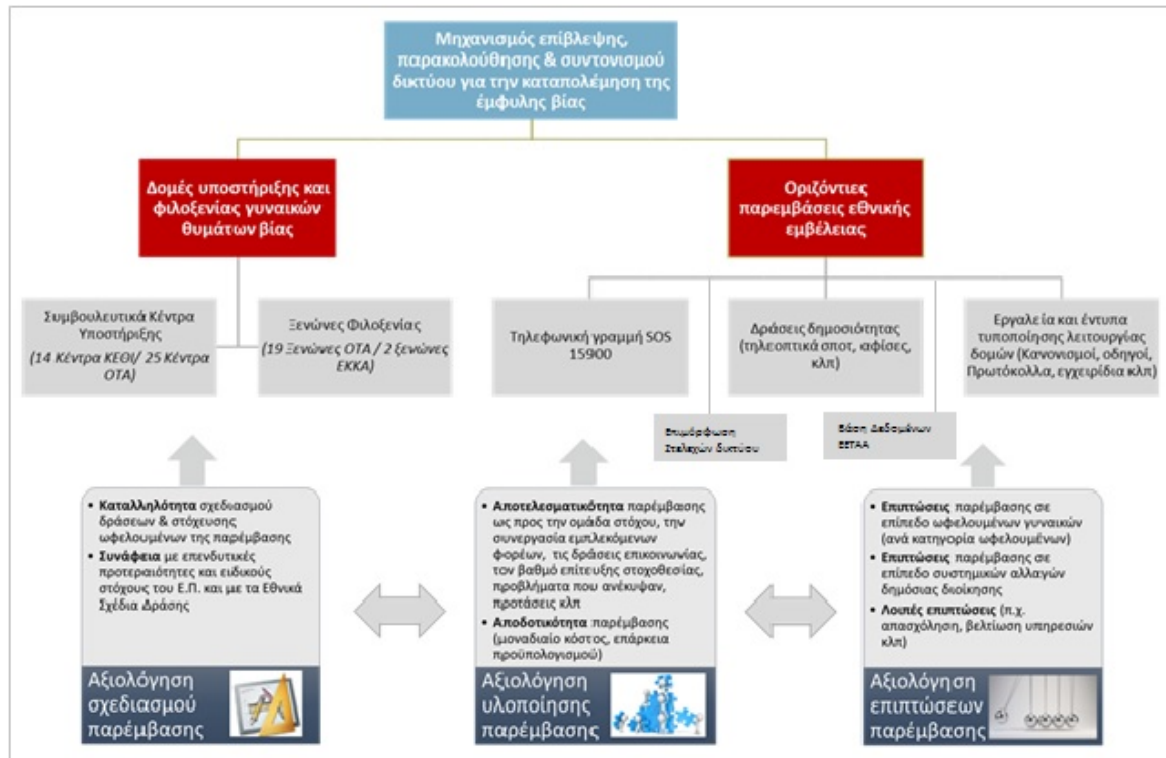 Μηχανισμός επίβλεψης,
παρακολούθησης & συντονισμού
δικτύου για την καταπολέμηση της
έμφυλης βίας
Δομές υποστήριξης και
φιλοξενίας γυναικών
θυμάτων βίας
Οριζόντιες
παρεμβάσεις εθνικής
εμβέλειας
Συμβουλευτικά Κέντρα
Υποστήριξης
(14 Κέντρα ΚΕΘΙ/ 25 Κέντρα
ΟΤΑ)
Ξενώνες Φιλοξενίας
(19 Ξενώνες ΟΤΑ / 2 ξενώνες
ΕΚΚΑ)
Τηλεφωνική γραμμή SOS
15900
Δράσεις δημοσιότητας
(τηλεοπτικά σποτ, αφίσες,
κλπ)
Εργαλεία και έντυπα
τυποποίησης λειτουργίας
δομών (Κανονισμοί, οδηγοί,
Πρωτόκολλα, εγχειρίδια κλπ)
Επιμόρφωση
Στελεχών δικτύου
Βάση Δεδομένων
ΕΕΤΑΑ
• Καταλληλότητα σχεδιασμού
δράσεων & στόχευσης
ωφελουμένων της παρέμβασης
• Συνάφεια με επενδυτικές
προτεραιότητες και ειδικούς
στόχους του Ε.Π. και με τα Εθνικά
Σχέδια Δράσης
Αξιολόγηση
σχεδιασμού
παρέμβασης
• Αποτελεσματικότητα παρέμβασης
ως προς την ομάδα στόχου, την
συνεργασία εμπλεκόμενων
φορέων, τις δράσεις επικοινωνίας,
τον βαθμό επίτευξης στοχοθεσίας,
προβλήματα που ανέκυψαν,
προτάσεις κλπ
• Αποδοτικότητα παρέμβασης
(μοναδιαίο κόστος, επάρκεια
προϋπολογισμού)
Αξιολόγηση
υλοποίησης
παρέμβασης
• Επιπτώσεις παρέμβασης σε
επίπεδο ωφελουμένων γυναικών
(ανά κατηγορία ωφελουμένων)
• Επιπτώσεις παρέμβασης σε
επίπεδο συστημικών αλλαγών
δημόσιας διοίκησης
• Λοιπές επιπτώσεις (π.χ.
απασχόληση, βελτίωση υπηρεσιών
κλπ)
Αξιολόγηση
επιπτώσεων
παρέμβασης